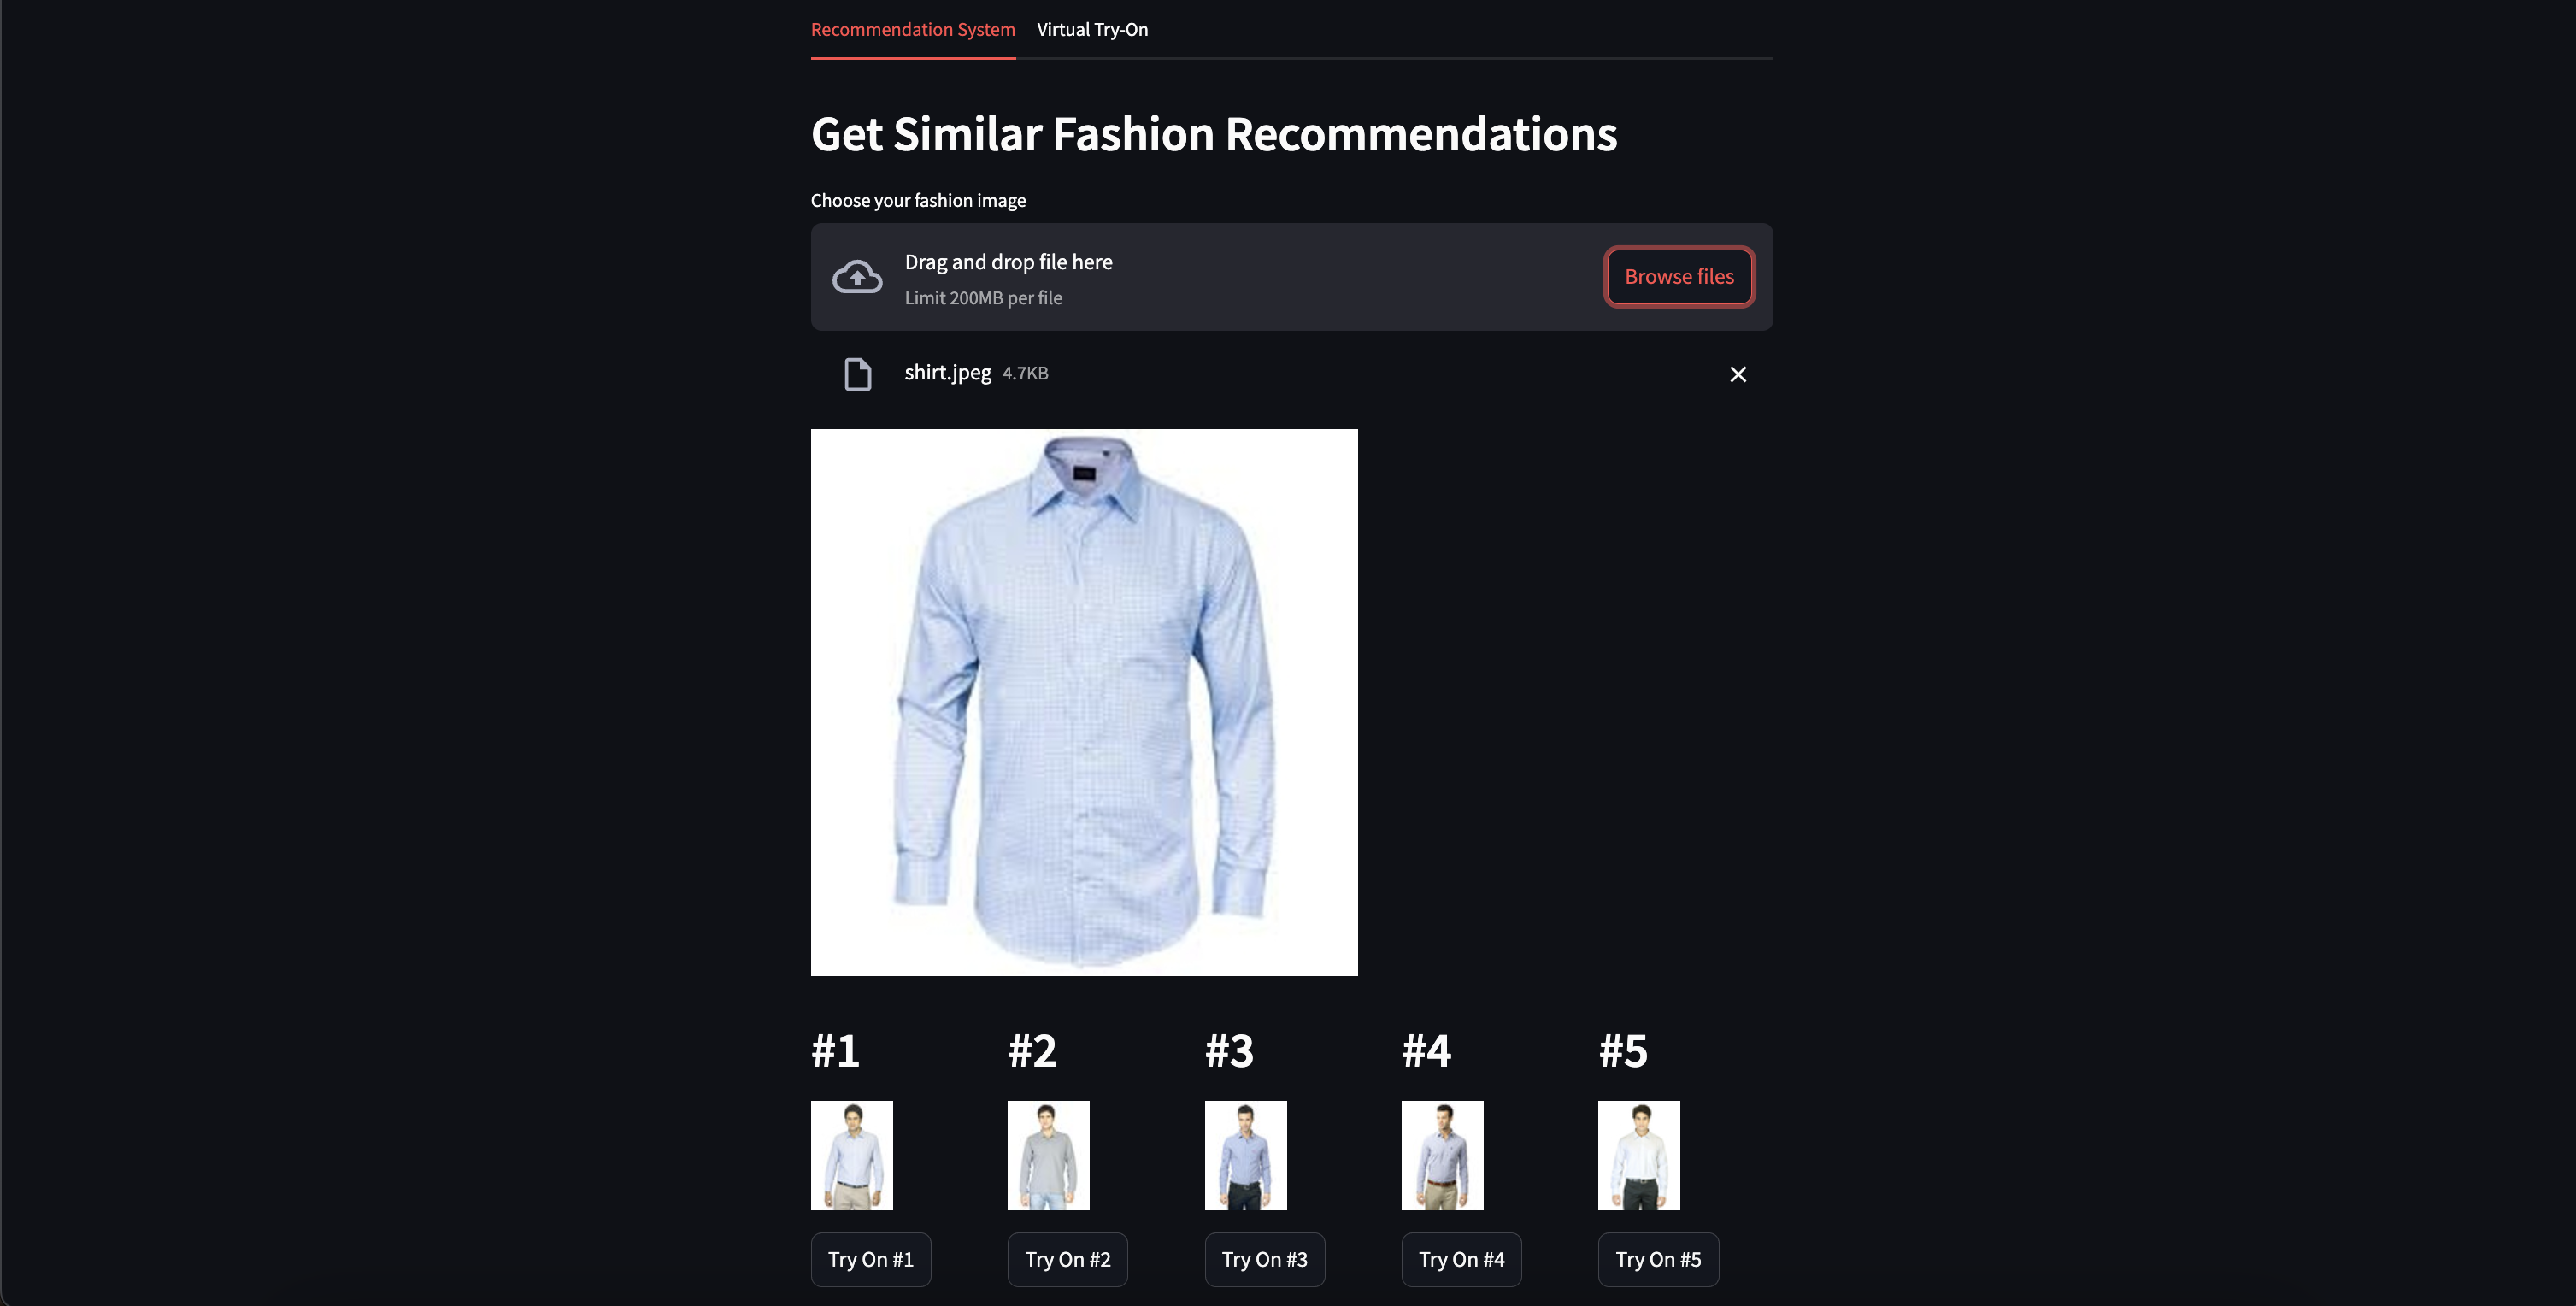 Recommendation System Virtual Try-On
Get Similar Fashion Recommendations
Choose your fashion image
Drag and drop file here
Limit 200MB per file
Browse files
shirt.jpeg 4.7KB
#1 #2 #3 #4 #5
Try On #1 Try On #2 Try On #3 Try On #4 Try On #5